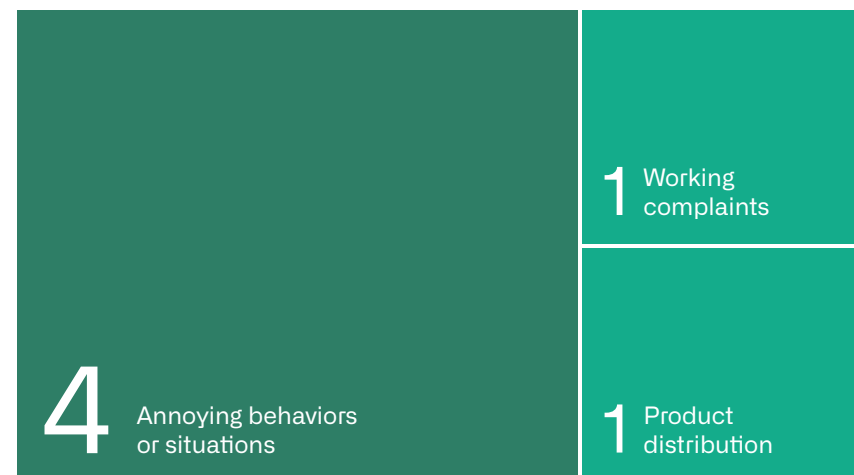 4 Annoying behaviors
or situations
1 Working
complaints
1 Product
distribution